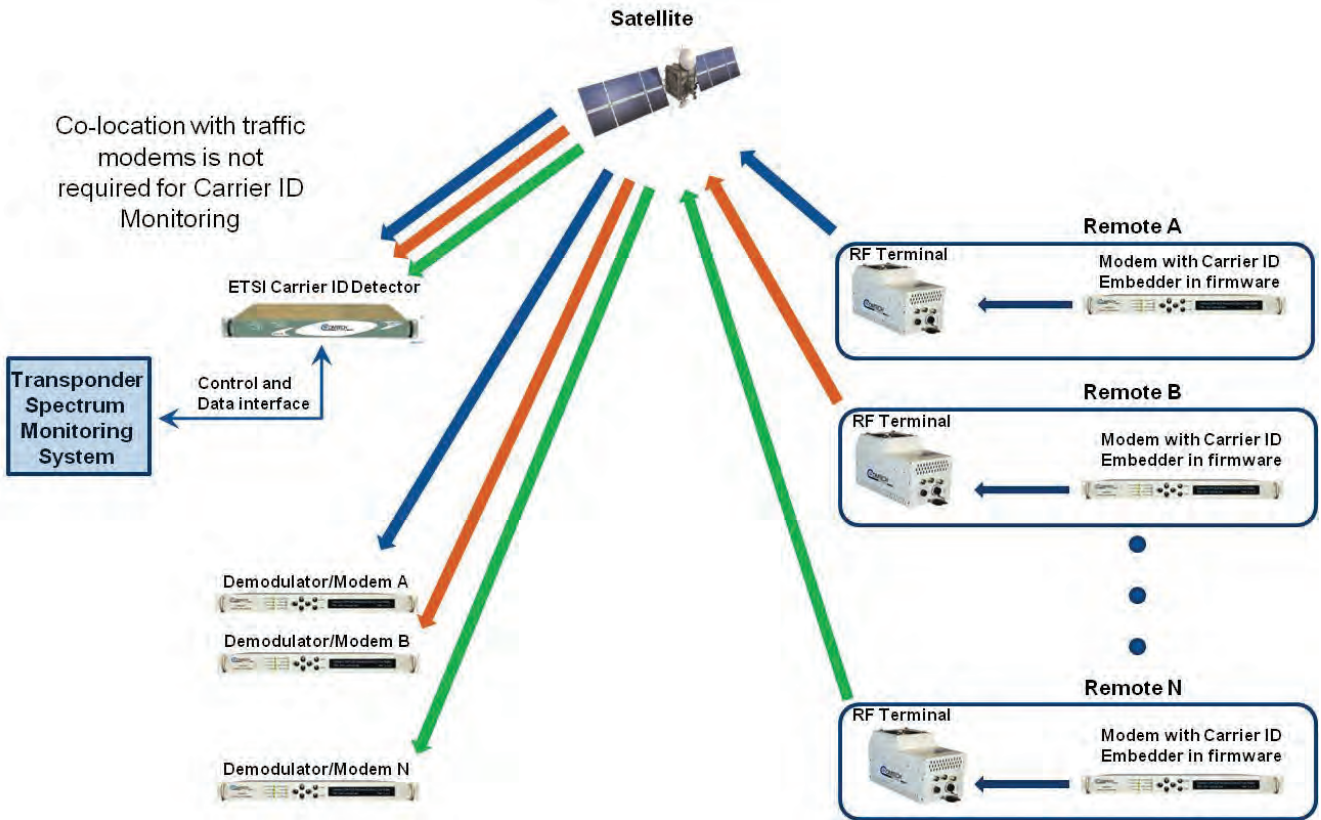 Satellite
Co-location with traffic
modems is not
required for Carrier ID
Monitoring
ETSI Carrier ID Detector
Transponder
Spectrum
Monitoring
System
Control and
Data interface
Demodulator/Modem A
Demodulator/Modem B
Demodulator/Modem N
Remote A
RF Terminal
Modem with Carrier ID
Embedder in firmware
Remote B
RF Terminal
Modem with Carrier ID
Embedder in firmware
Remote N
RF Terminal
Modem with Carrier ID
Embedder in firmware